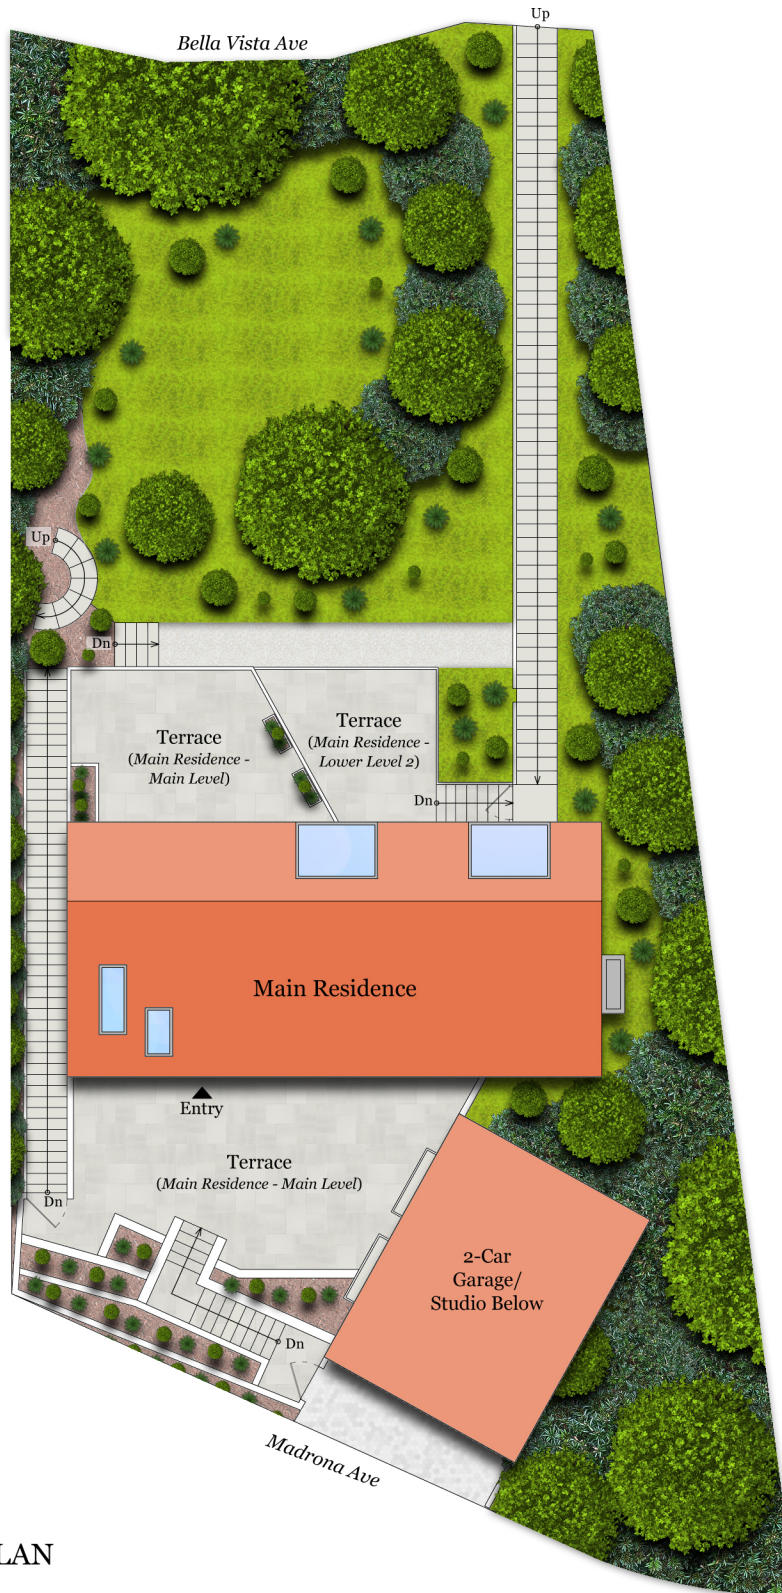 Up
Bella Vista Ave
Up
Dn
Terrace
(Main Residence -
Main Level)
Terrace
(Main Residence -
Lower Level 2)
Dn
Main Residence
Entry
Terrace
(Main Residence - Main Level)
Dn
2-Car
Garage/
Studio Below
Dn
Madrona Ave
LAN